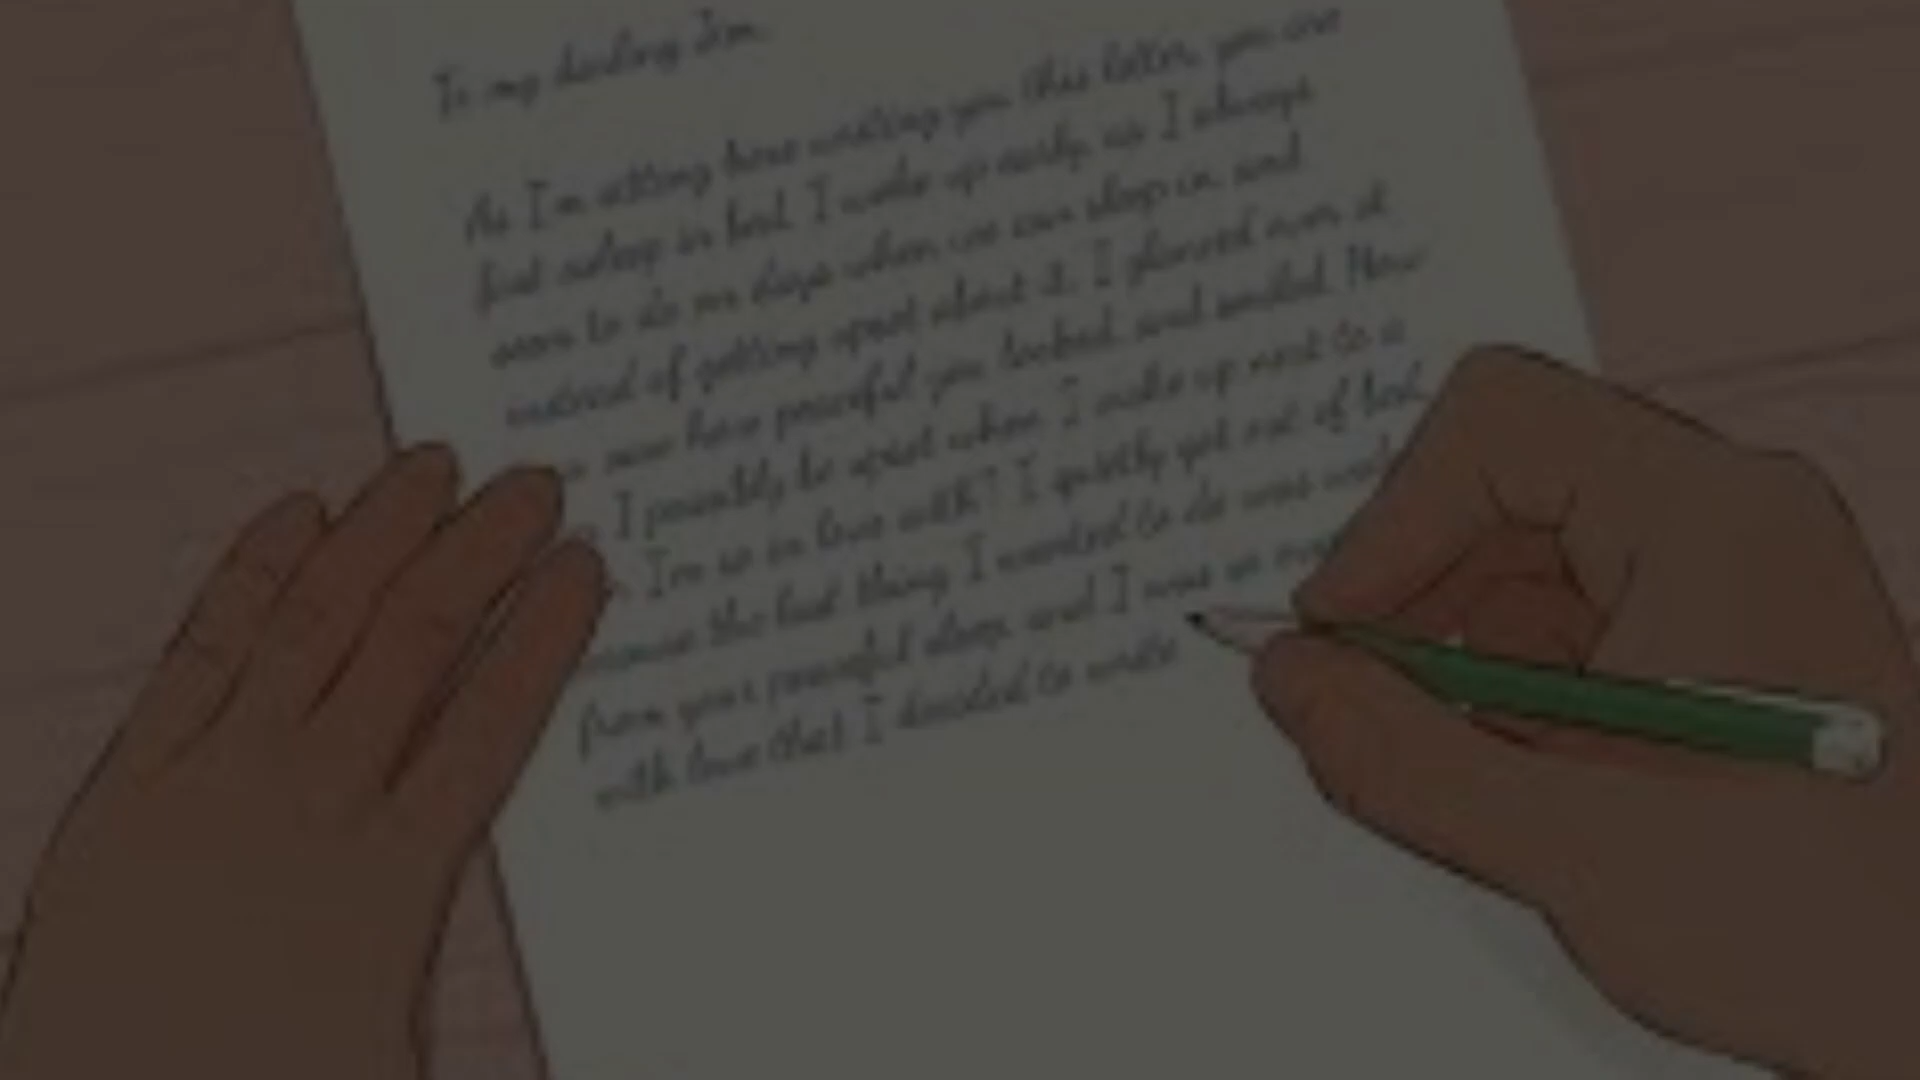 To my darling Jim,
As I'm sitting here writing you this letter, you are
fast asleep in bed. I woke up early, as I always
seem to do on days when we can sleep in and
instead of getting upset about it, I glanced over at
saw how peaceful you looked, and smiled. How
I possibly be upset when I wake up next to a
I'm so in love with? I quietly got out of bed,
the last thing I wanted to do was
from your peaceful sleep, and I was so
with love that I decided to write